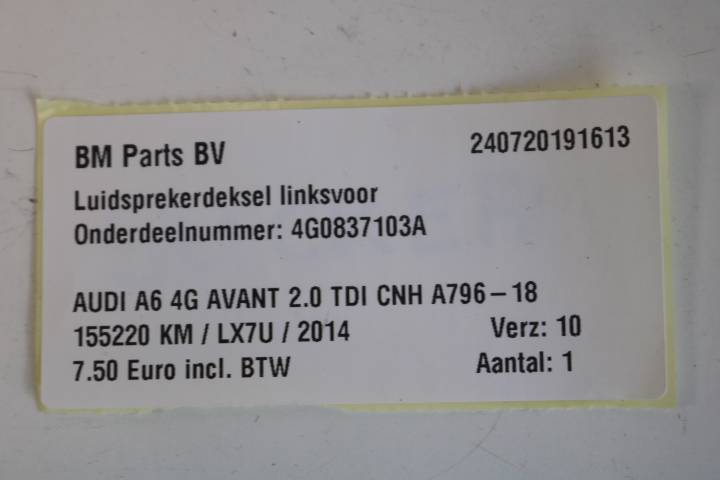 BM Parts BV 240720191613
Luidsprekerdeksel linksvoor
Onderdeelnummer: 4G0837103A
AUDI A6 4G AVANT 2.0 TDI CNH A796-18
155220 KM / LX7U / 2014 Verz: 10
7.50 Euro incl. BTW Aantal: 1